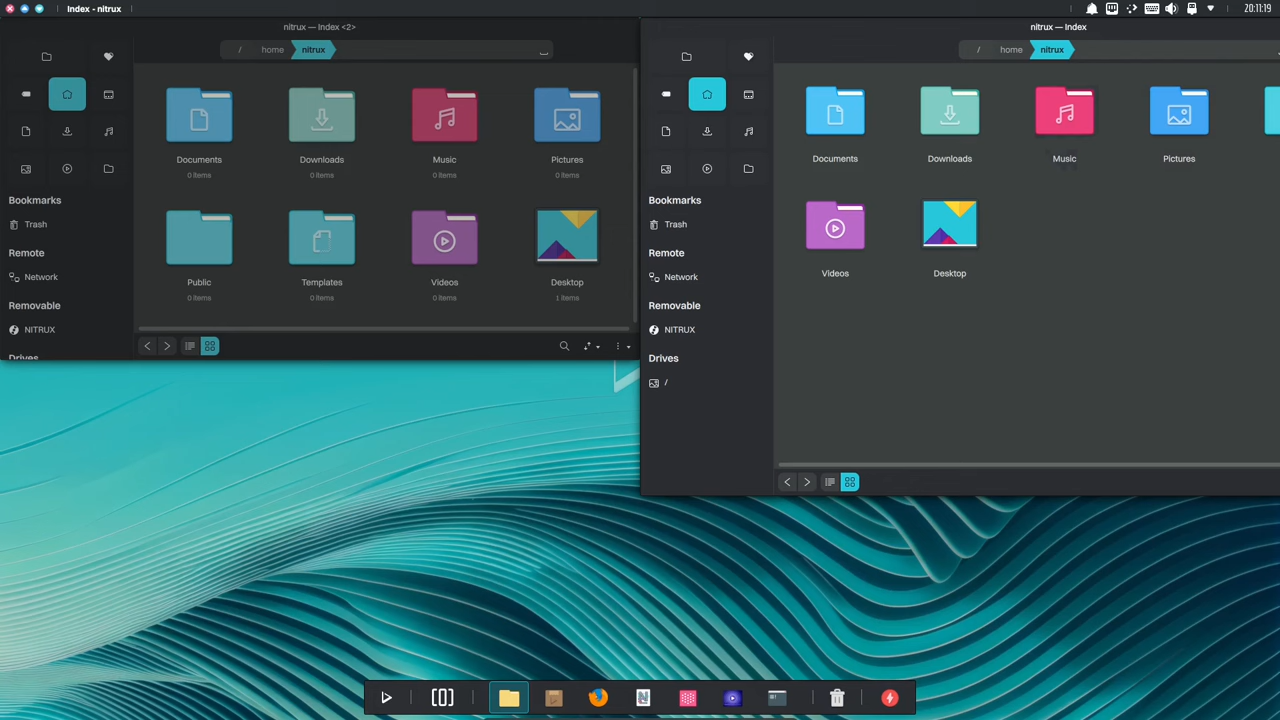 Index - nitrux
20:11:19
nitrux — Index <2>
/ home nitrux
Documents
0 items
Downloads
0 items
Music
0 items
Pictures
0 items
Public
0 items
Templates
0 items
Videos
0 items
Desktop
1 items
Bookmarks
Trash
Remote
Network
Removable
NITRUX
Drives
nitrux — Index
/ home nitrux
Documents
Downloads
Music
Pictures
Videos
Desktop
Bookmarks
Trash
Remote
Network
Removable
NITRUX
Drives
/